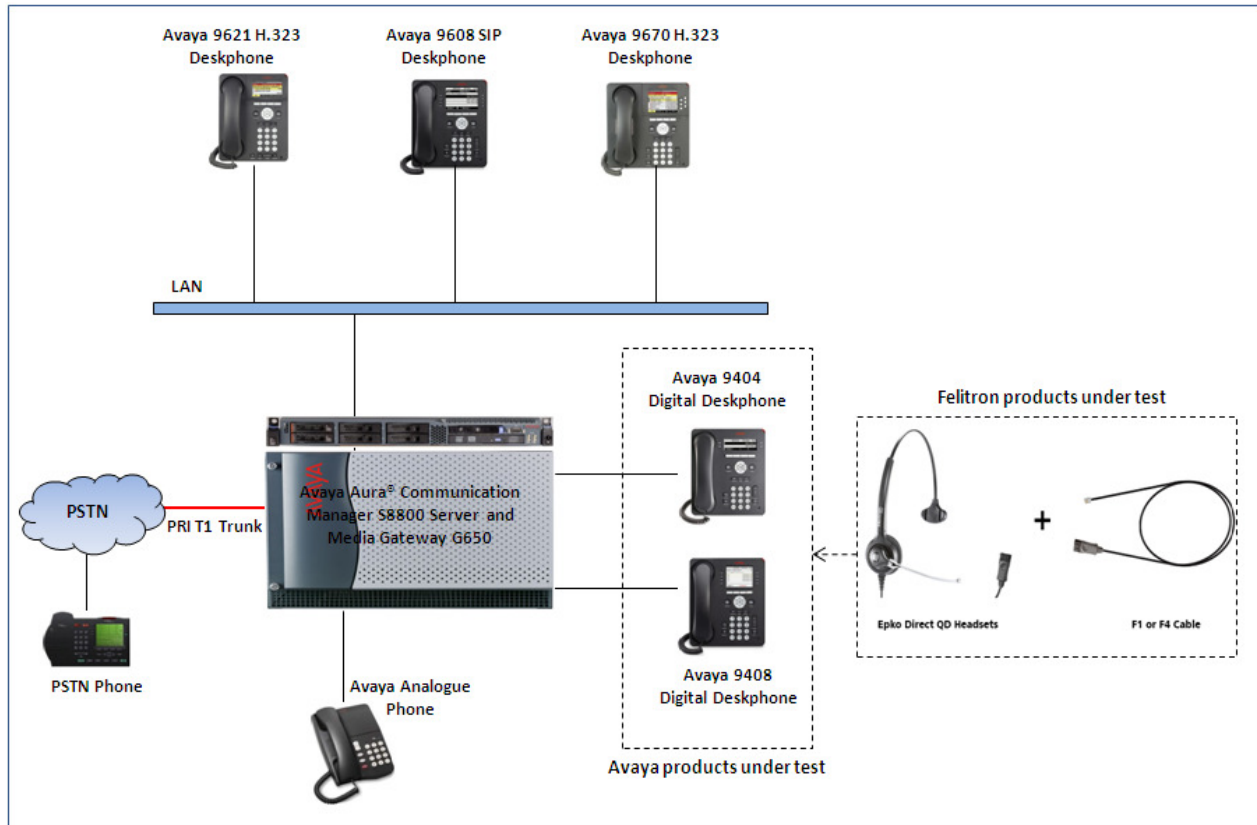 Avaya 9621 H.323
Deskphone
Avaya 9608 SIP
Deskphone
Avaya 9670 H.323
Deskphone
LAN
Avaya 9404
Digital Deskphone
Felitron products under test
AVAYA
Avaya Aura® Communication
Manager S8800 Server and
Media Gateway G650
PSTN
PRI T1 Trunk
+
Epko Direct QD Headsets
F1 or F4 Cable
PSTN Phone
Avaya Analogue
Phone
Avaya 9408
Digital Deskphone
Avaya products under test